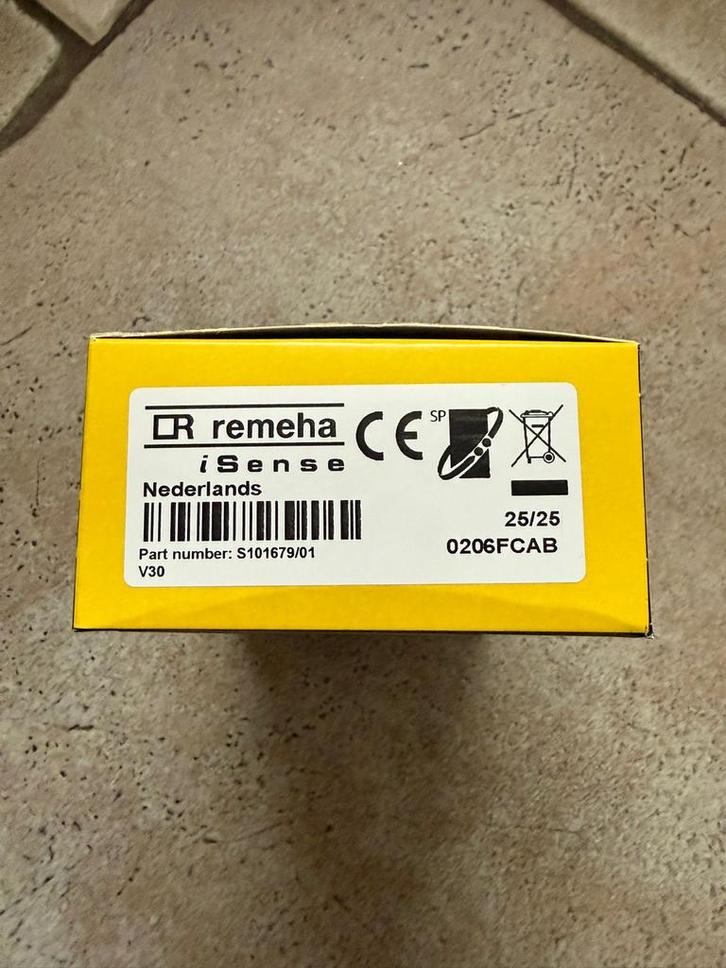 remeha
iSense
Nederlands
Part number: S101679/01
V30
CE
SP
25/25
0206FCAB